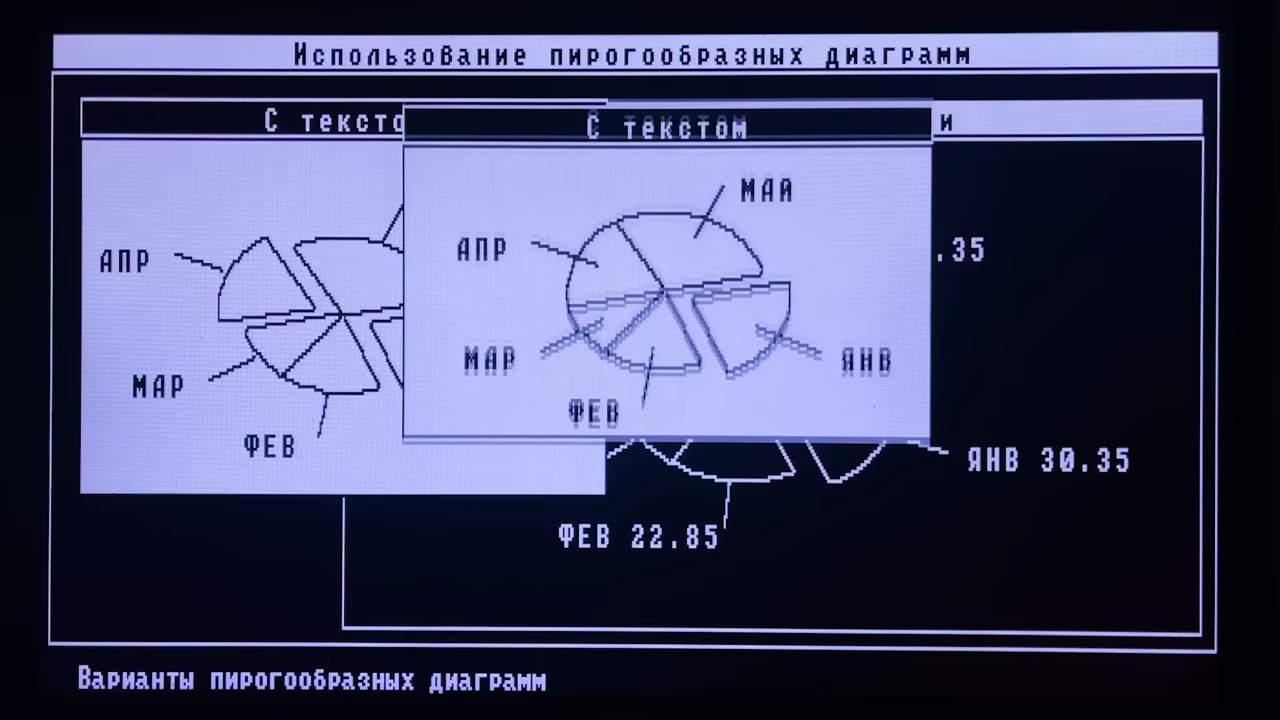 Использование пирогообразных диаграмм
С тексто
С текстом
и
МАЙ
АПР
МАР
ФЕВ
ЯНВ
АПР
МАР
ФЕВ
.35
ЯНВ 30.35
ФЕВ 22.85
Варианты пирогообразных диаграмм